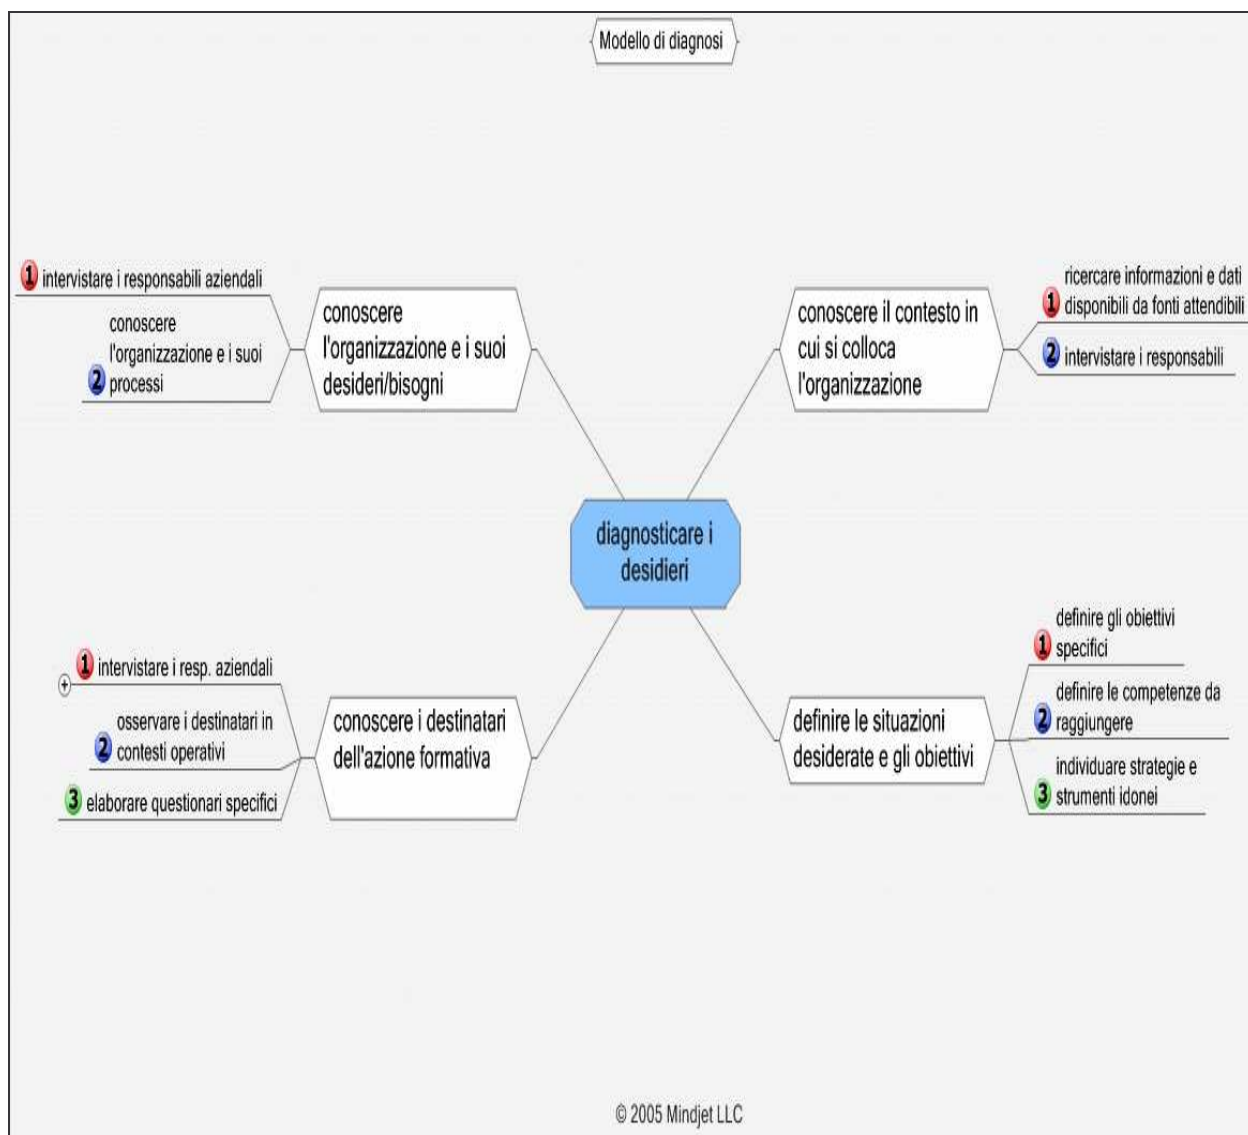 Modello di diagnosi
1 intervistare i responsabili aziendali
conoscere
l'organizzazione e i suoi
2 processi
conoscere
l'organizzazione e i suoi
desideri/bisogni
conoscere il contesto in
cui si colloca
l'organizzazione
ricercare informazioni e dati
1 disponibili da fonti attendibili
2 intervistare i responsabili
diagnosticare i
desidieri
1 intervistare i resp. aziendali
+
osservare i destinatari in
2 contesti operativi
3 elaborare questionari specifici
conoscere i destinatari
dell'azione formativa
definire le situazioni
desiderate e gli obiettivi
definire gli obiettivi
1 specifici
definire le competenze da
2 raggiungere
individuare strategie e
3 strumenti idonei
© 2005 Mindjet LLC